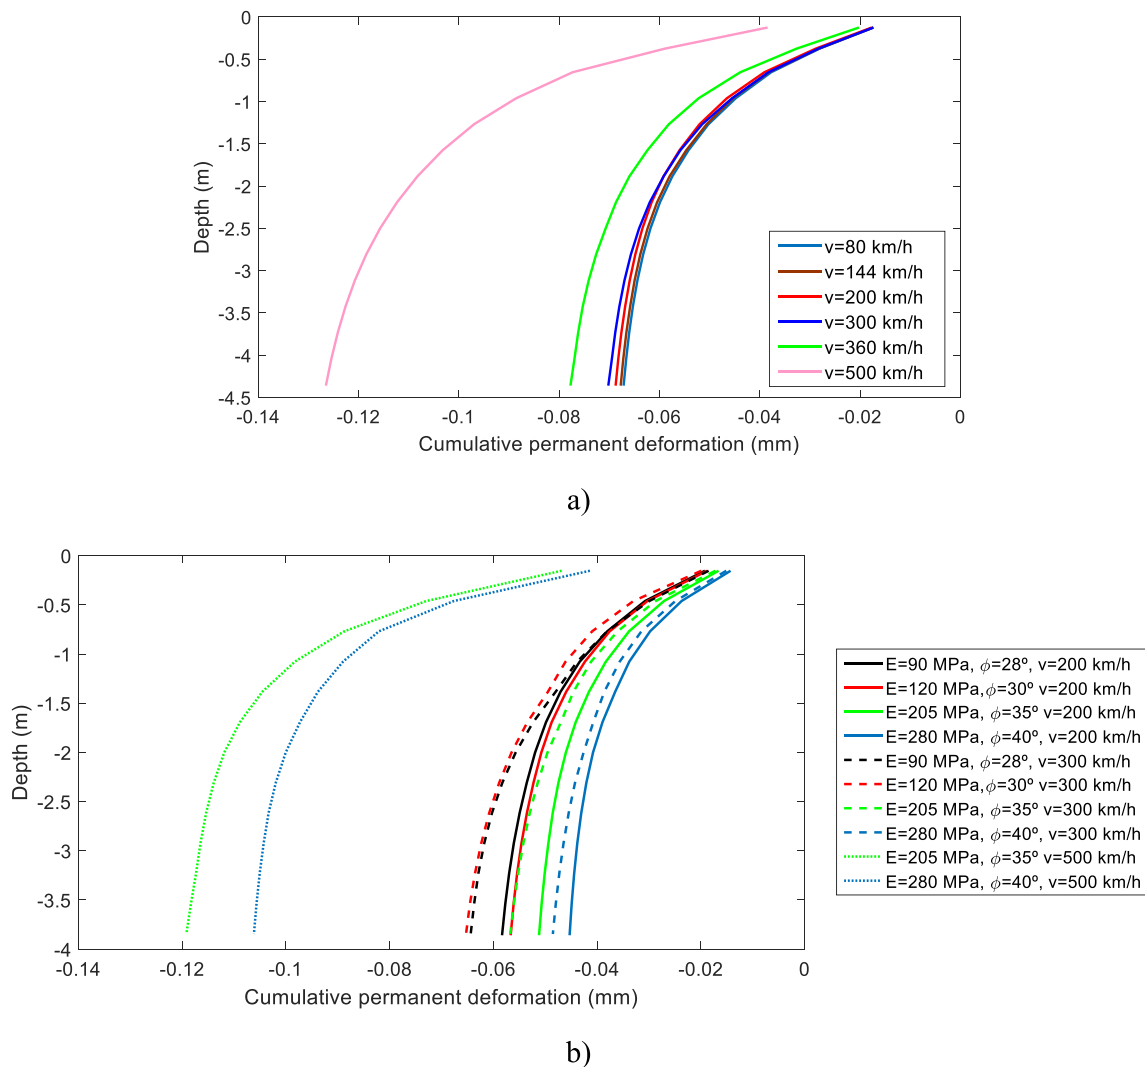 0
-0.5
-1
-1.5
-2
-2.5
-3
-3.5
-4
-4.5
Depth (m)
-0.14 -0.12 -0.1 -0.08 -0.06 -0.04 -0.02 0
Cumulative permanent deformation (mm)
v=80 km/h
v=144 km/h
v=200 km/h
v=300 km/h
v=360 km/h
v=500 km/h
a)
0
-0.5
-1
-1.5
-2
-2.5
-3
-3.5
-4
Depth (m)
-0.14 -0.12 -0.1 -0.08 -0.06 -0.04 -0.02 0
Cumulative permanent deformation (mm)
E=90 MPa, ϕ=28º, v=200 km/h
E=120 MPa,ϕ=30º v=200 km/h
E=205 MPa, ϕ=35º v=200 km/h
E=280 MPa, ϕ=40º, v=200 km/h
E=90 MPa, ϕ=28º, v=300 km/h
E=120 MPa,ϕ=30º v=300 km/h
E=205 MPa, ϕ=35º v=300 km/h
E=280 MPa, ϕ=40º, v=300 km/h
E=205 MPa, ϕ=35º v=500 km/h
E=280 MPa, ϕ=40º, v=500 km/h
b)